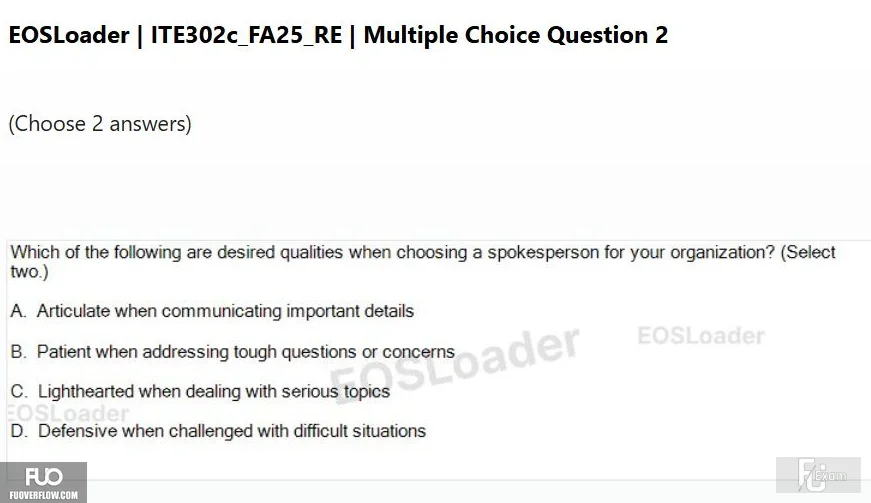 EOSLoader | ITE302c_FA25_RE | Multiple Choice Question 2
(Choose 2 answers)
Which of the following are desired qualities when choosing a spokesperson for your organization? (Select
two.)
A. Articulate when communicating important details
B. Patient when addressing tough questions or concerns
EOSLoader
EOSLoader
C. Lighthearted when dealing with serious topics
EOSLoader
D. Defensive when challenged with difficult situations
FUO
FUOVERFLOW.COM
Exam